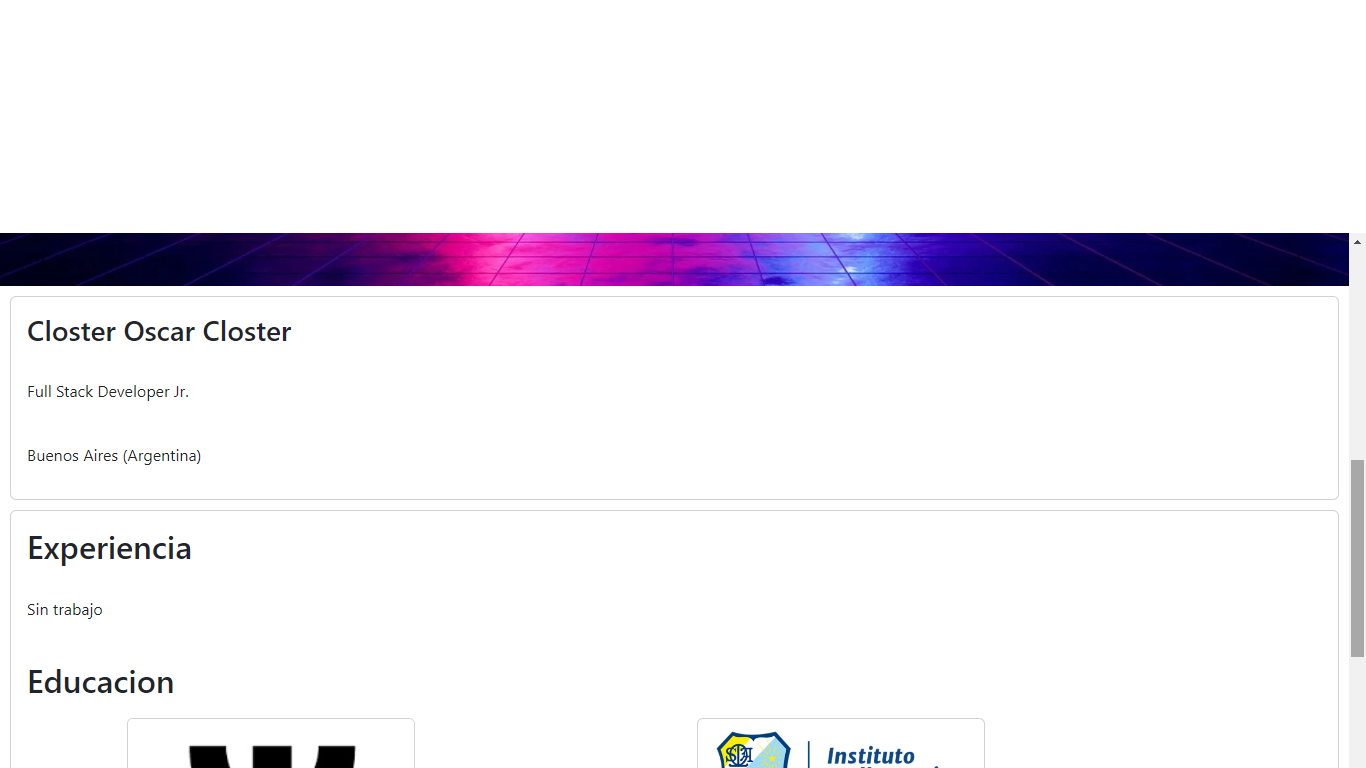 Closter Oscar Closter
Full Stack Developer Jr.
Buenos Aires (Argentina)
Experiencia
Sin trabajo
Educacion
Instituto